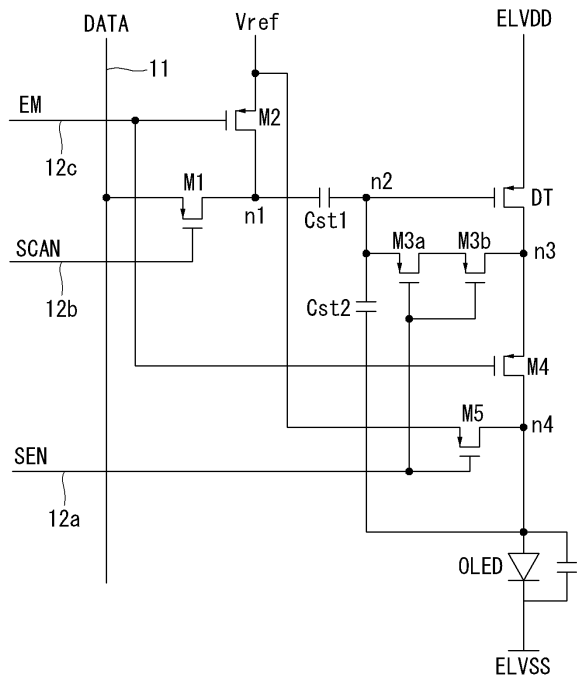 DATA
Vref
ELVDD
11
EM
M2
12c
M1
n1
n2
Cst1
DT
SCAN
M3a
M3b
n3
12b
Cst2
M4
M5
n4
SEN
12a
OLED
ELVSS